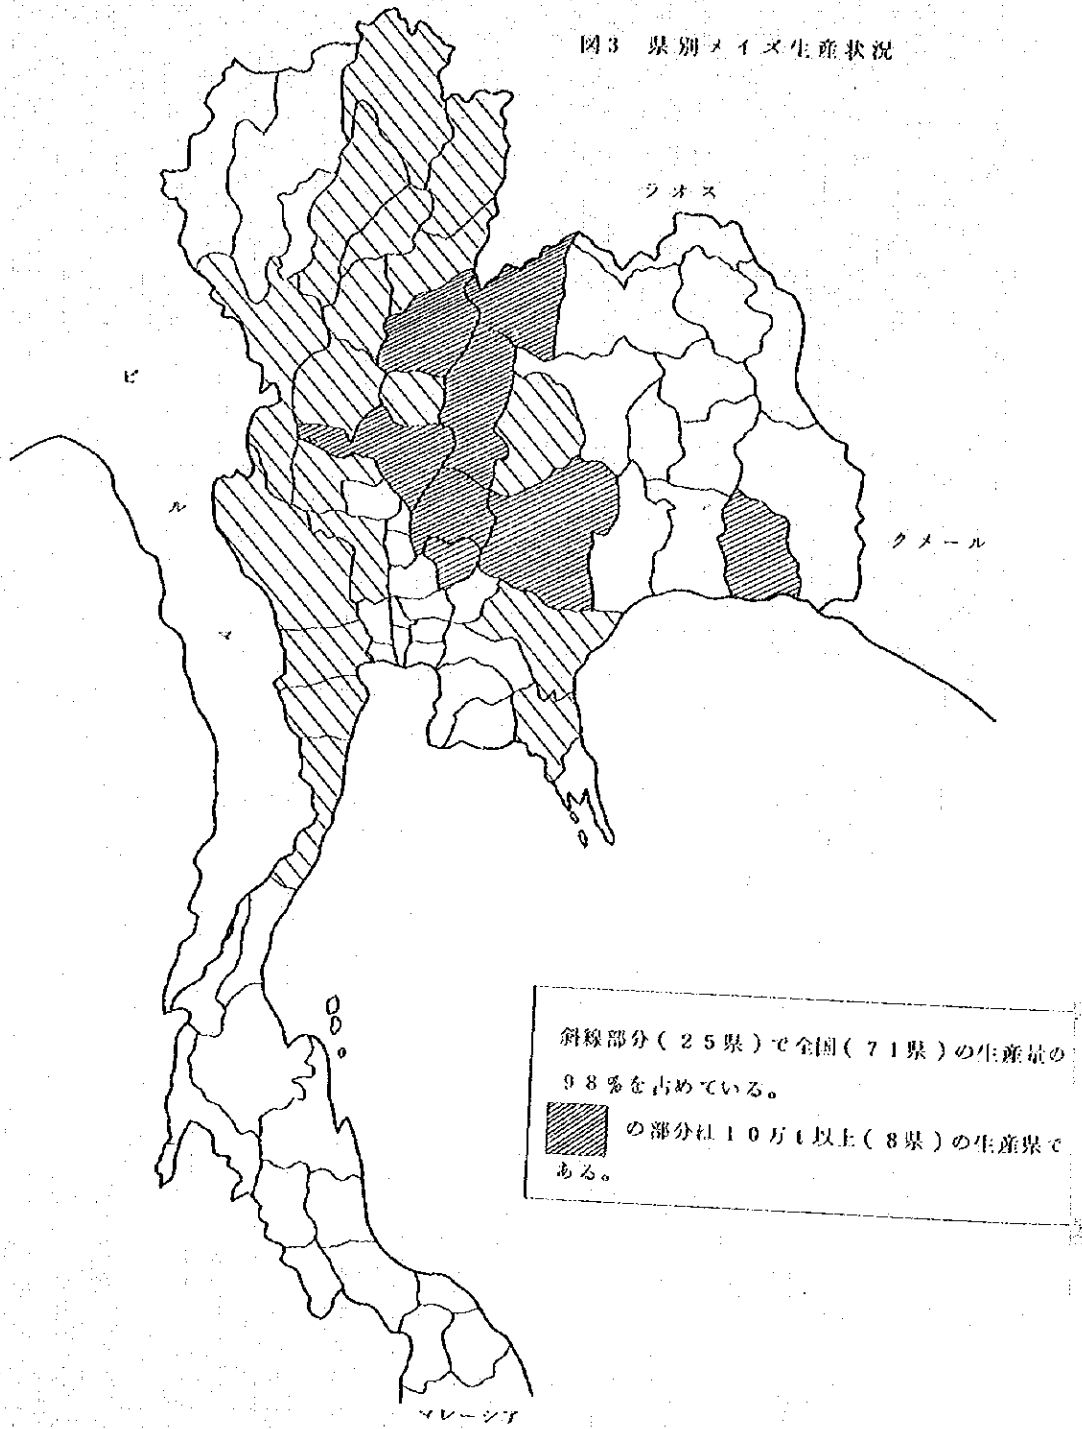 図3 県別メイズ生産状況
ラオス
ビ
ル
マ
クメール
斜線部分(25県)で全国(71県)の生産量の
98%を占めている。
の部分は10万t以上(8県)の生産県で
ある。
マレーシア